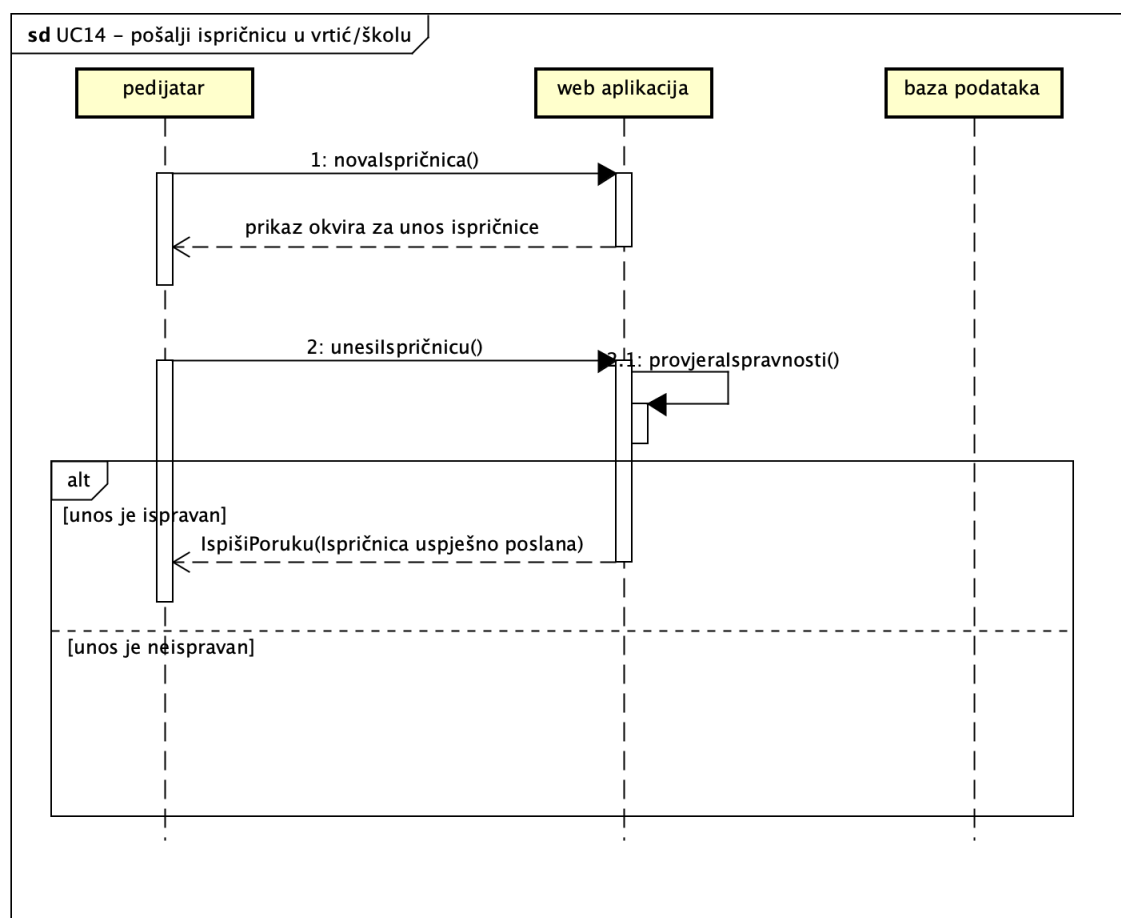 sd UC14 – pošalji ispričnicu u vrtić/školu
pedijatar
web aplikacija
baza podataka
1: novaIspričnica()
prikaz okvira za unos ispričnice
2: unesiIspričnicu()
2.1: provjeraIspravnosti()
alt
[unos je ispravan]
IspišiPoruku(Ispričnica uspješno poslana)
[unos je neispravan]